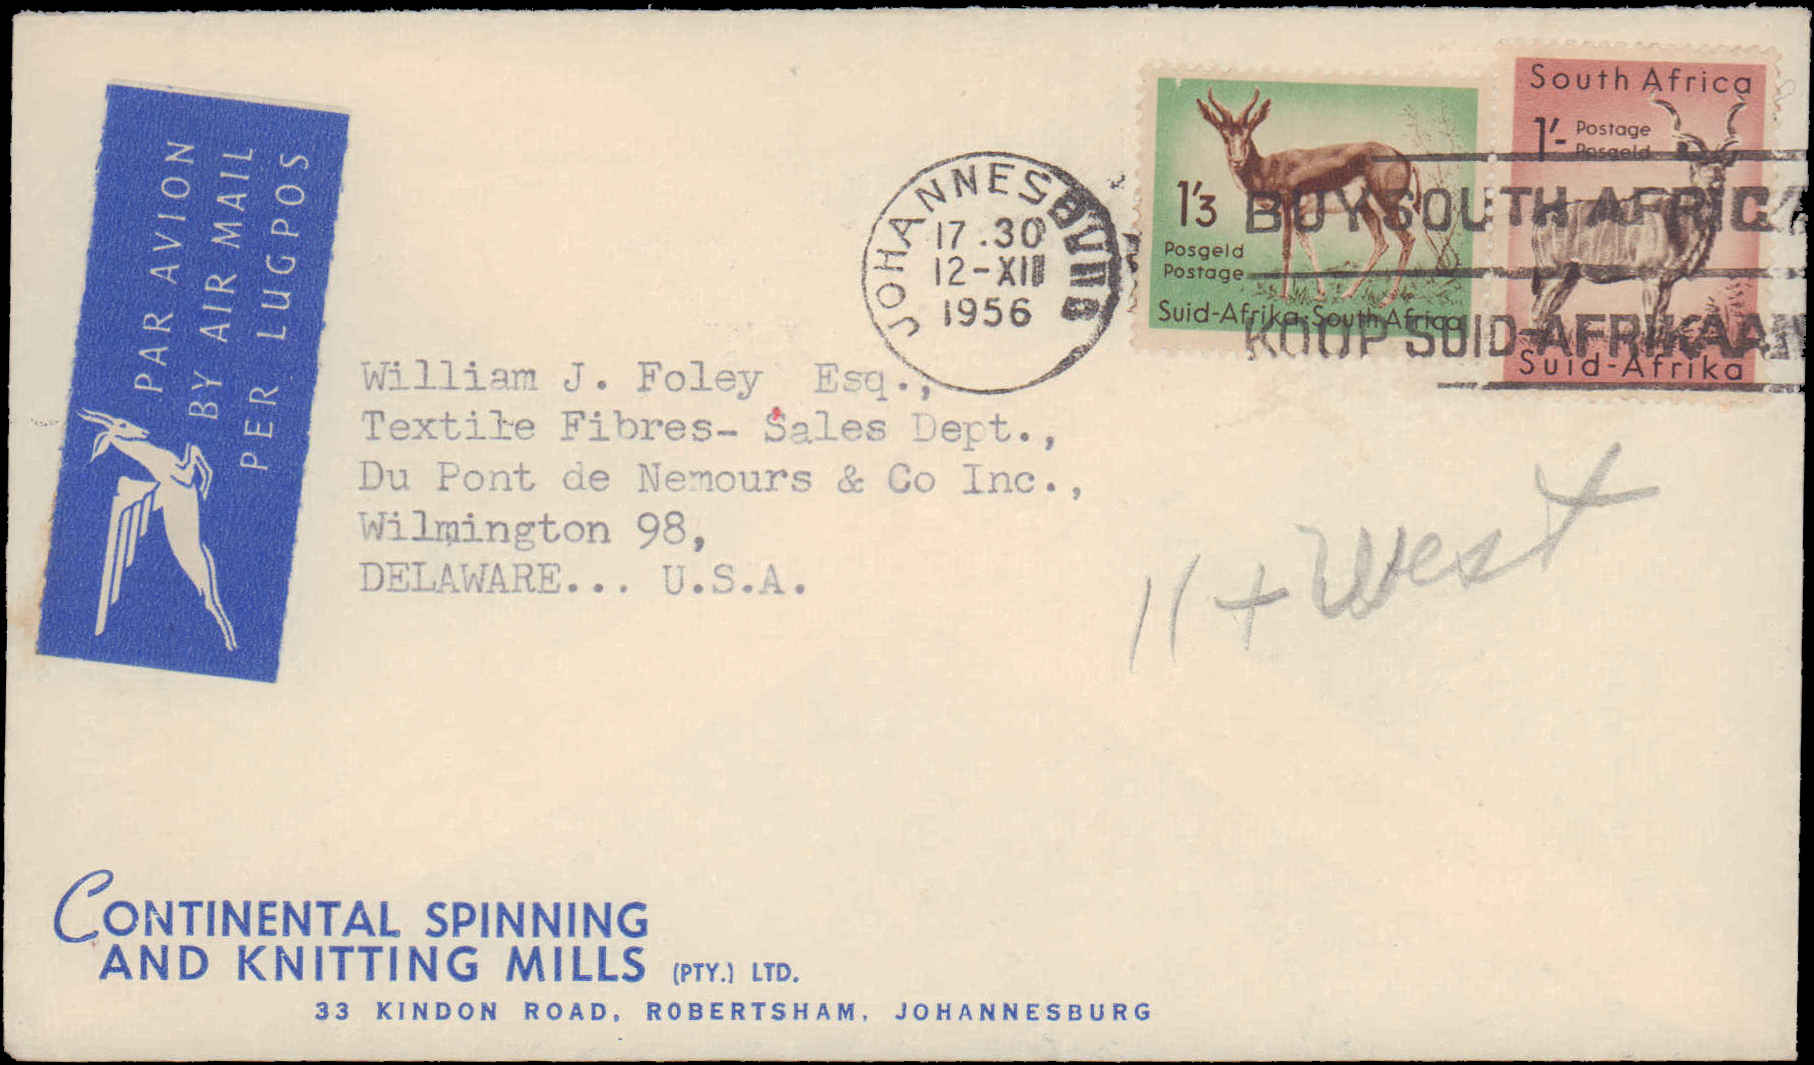 PAR AVION
BY AIR MAIL
PER LUGPOS
JOHANNESBURG
17.30
12-XII
1956
1/3
Posgeld
Postage
Suid-Afrika·South Africa
South Africa
1/-
Postage
Posgeld
Suid-Afrika
BUY SOUTH AFRICA
KOOP SUID-AFRIKAAN
William J. Foley Esq.,
Textile Fibres- Sales Dept.,
Du Pont de Nemours & Co Inc.,
Wilmington 98,
DELAWARE... U.S.A.
11 + West
CONTINENTAL SPINNING
AND KNITTING MILLS (PTY.) LTD.
33 KINDON ROAD, ROBERTSHAM, JOHANNESBURG